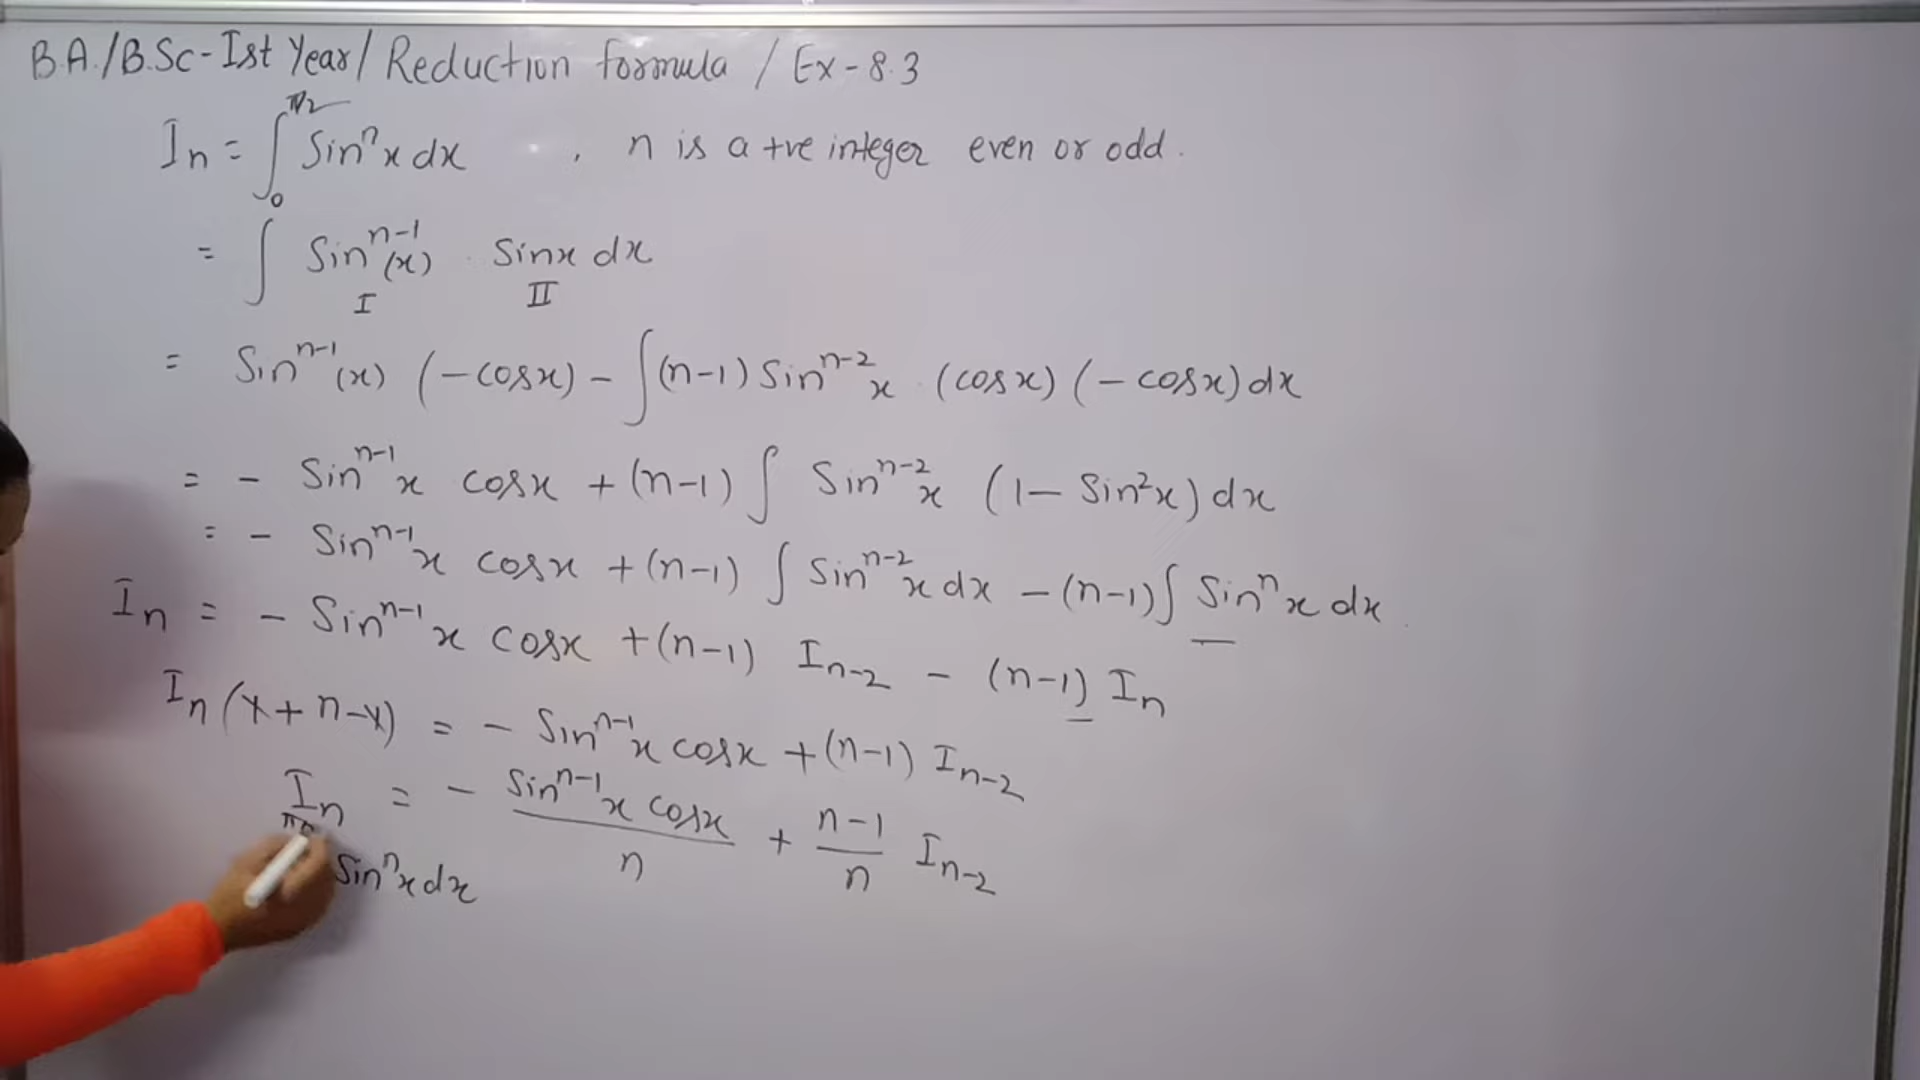 B.A./B.Sc-Ist Year/ Reduction formula / Ex-8.3
Iₙ = ∫₀^π/2 Sinⁿx dx , n is a +ve integer even or odd.
= ∫ Sinⁿ⁻¹(x) . Sinx dx
I II
= Sinⁿ⁻¹(x) (-cosx) - ∫(n-1) Sinⁿ⁻²x . (cosx) (-cosx) dx
= - Sinⁿ⁻¹x cosx + (n-1) ∫ Sinⁿ⁻²x (1- Sin²x) dx
= - Sinⁿ⁻¹x cosx + (n-1) ∫ Sinⁿ⁻²x dx - (n-1) ∫ Sinⁿx dx
Iₙ = - Sinⁿ⁻¹x cosx + (n-1) Iₙ₋₂ - (n-1) Iₙ
Iₙ (1 + n - 1) = - Sinⁿ⁻¹x cosx + (n-1) Iₙ₋₂
Iₙ = - Sinⁿ⁻¹x cosx / n + n-1 / n Iₙ₋₂
Sinⁿx dx